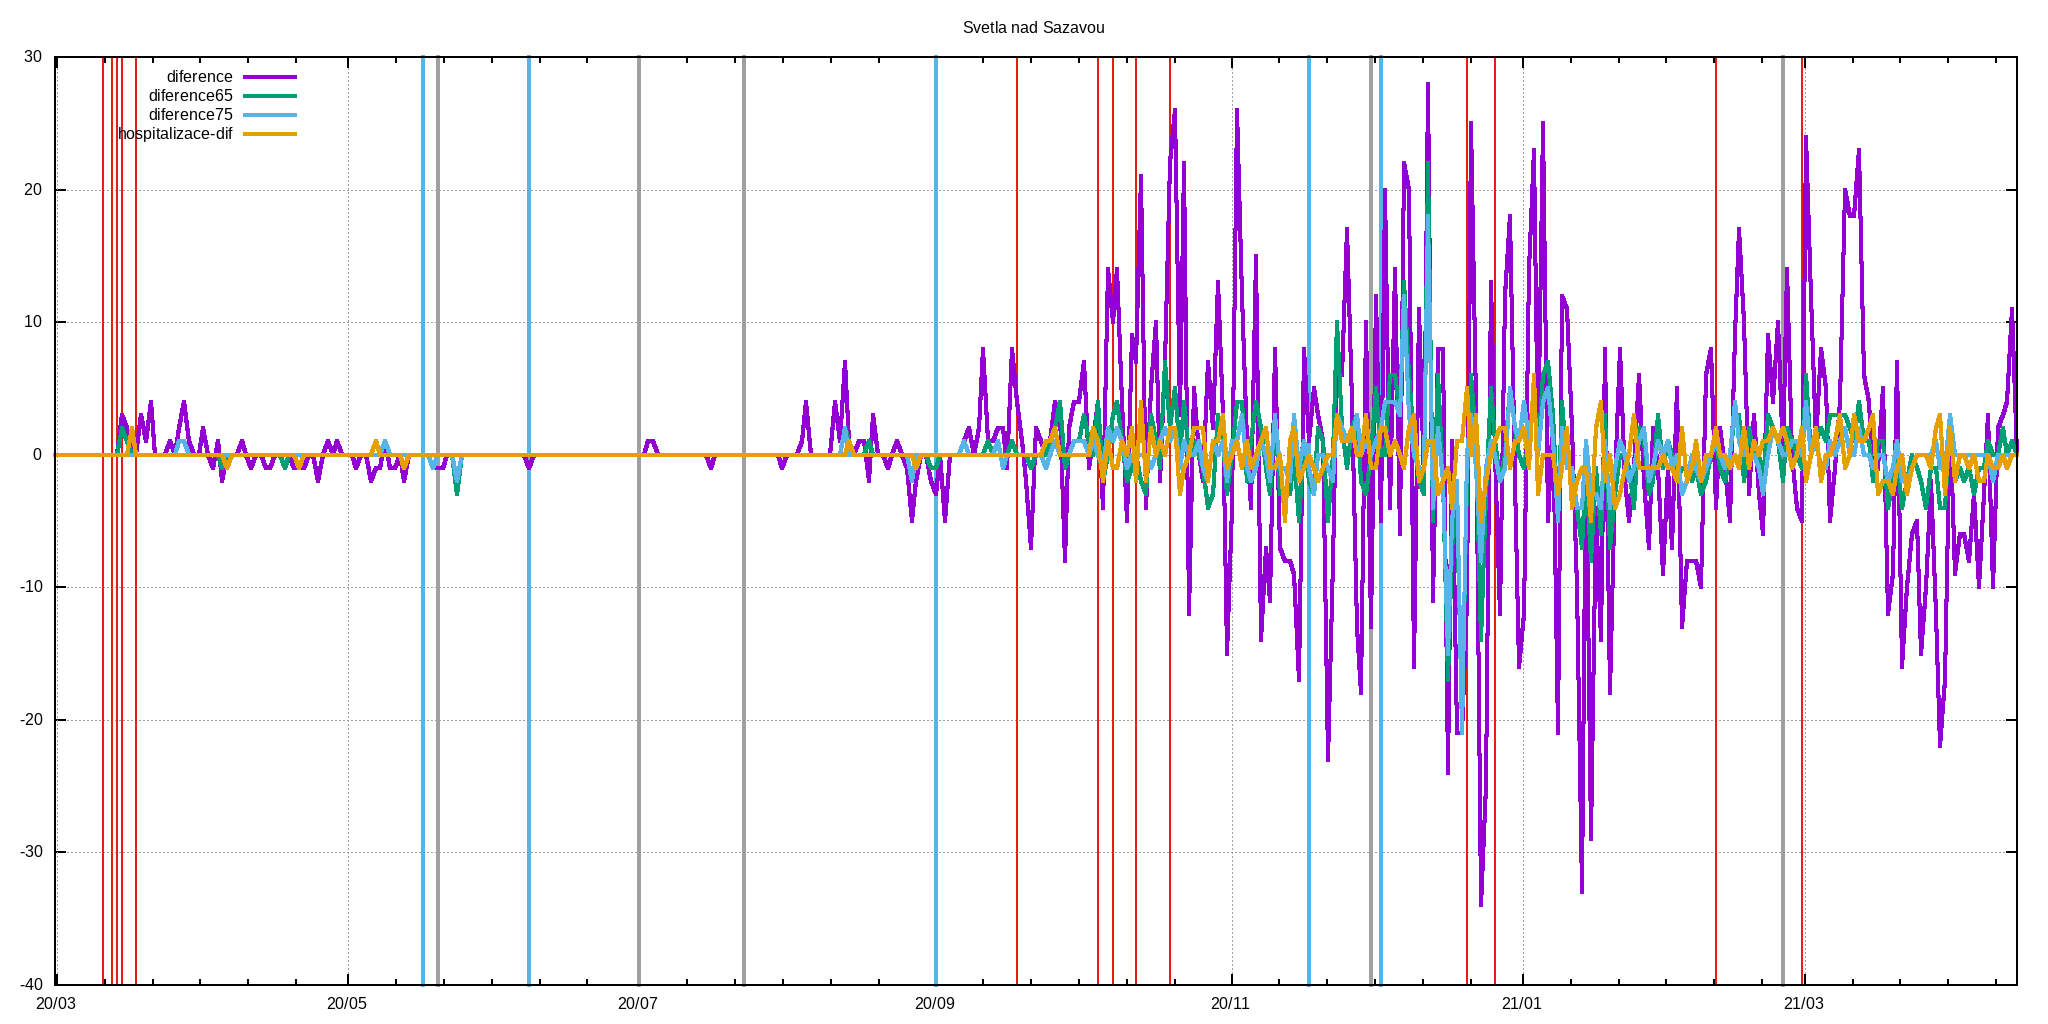 Svetla nad Sazavou
30
diference
diference65
diference75
hospitalizace-dif
20
10
0
-10
-20
-30
-40
20/03 20/05 20/07 20/09 20/11 21/01 21/03